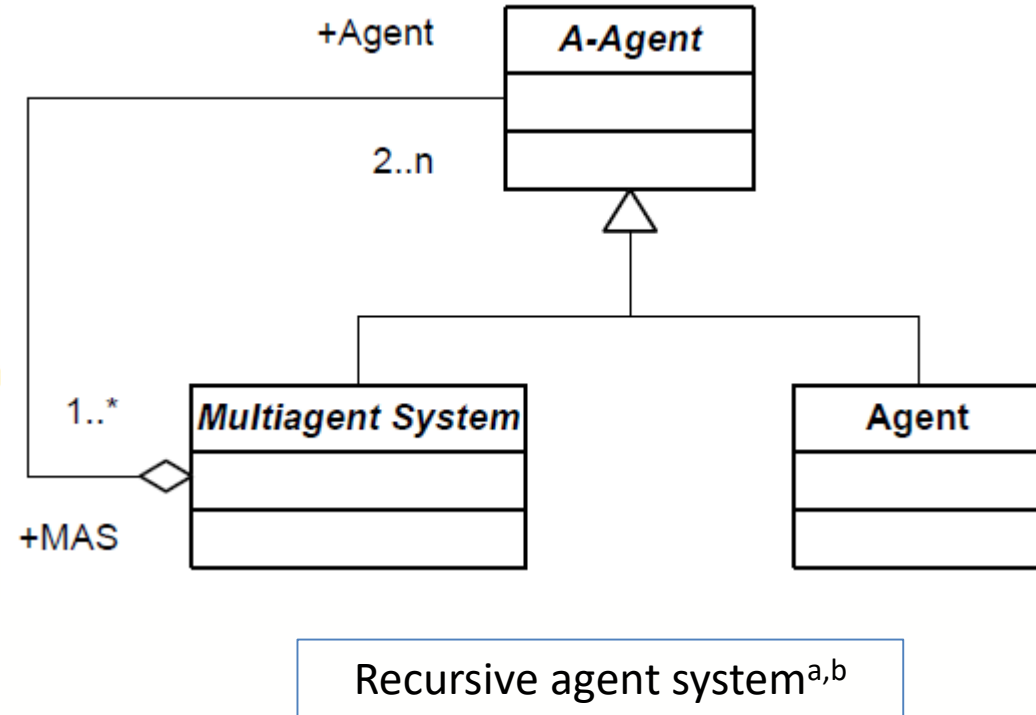 +Agent
A-Agent
2..n
1..*
Multiagent System
Agent
+MAS
Recursive agent systemᵃ,ᵇ